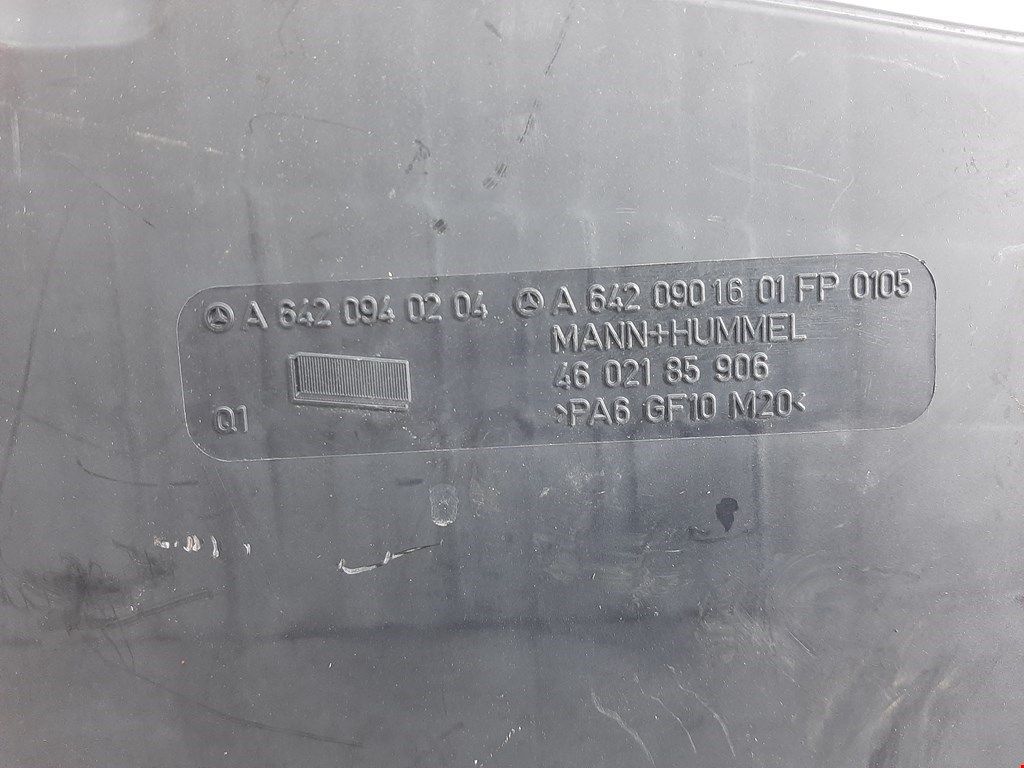 A 642 094 02 04
A 642 090 16 01 FP 0105
MANN+HUMMEL
46 021 85 906
>PA6 GF10 M20<
Q1